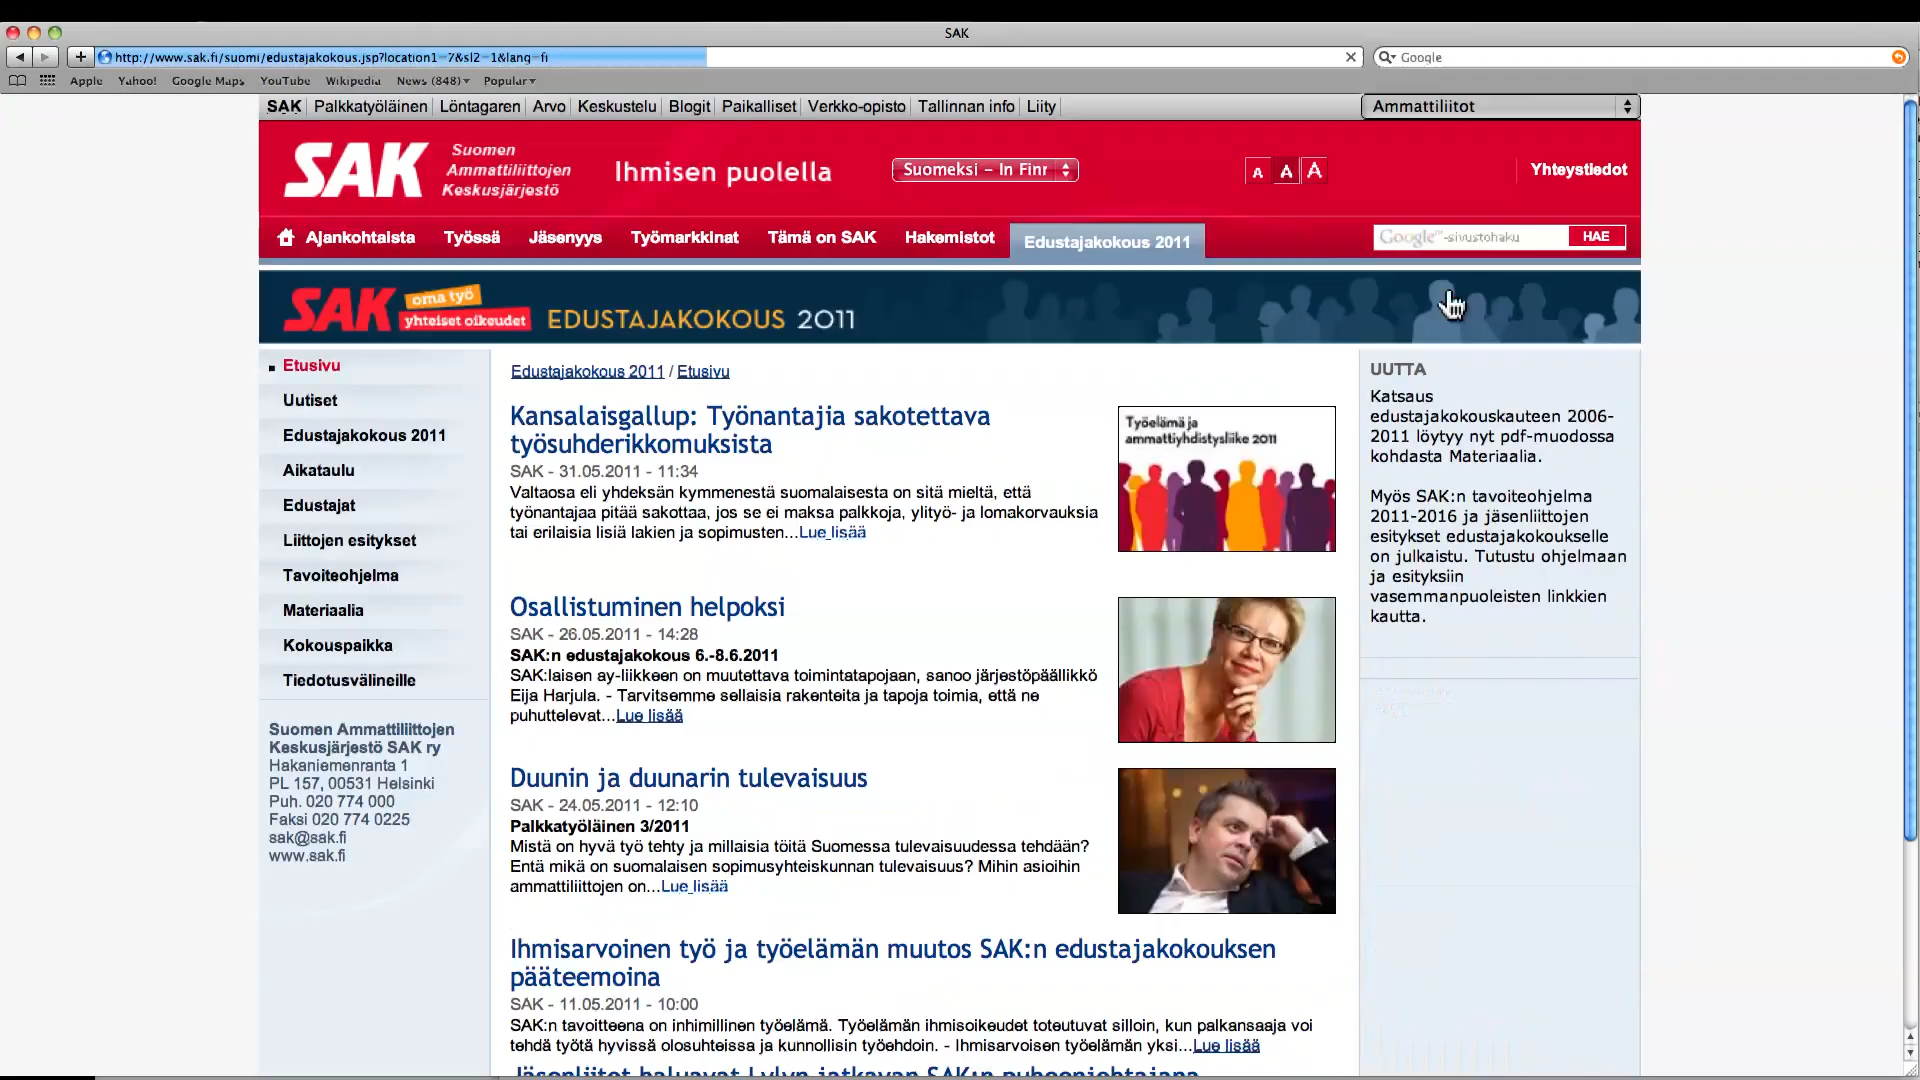 SAK
http://www.sak.fi/suomi/edustajakokous.jsp?location1=7&sl2=1&lang=fi
Google
Apple Yahoo! Google Maps YouTube Wikipedia News (848) Popular
SAK Palkkatyöläinen Löntagaren Arvo Keskustelu Blogit Paikalliset Verkko-opisto Tallinnan info Liity
Ammattiliitot
SAK
Suomen
Ammattiliittojen
Keskusjärjestö
Ihmisen puolella
Suomeksi – In Finr
A A A
Yhteystiedot
Ajankohtaista Työssä Jäsenyys Työmarkkinat Tämä on SAK Hakemistot Edustajakokous 2011
Google™-sivustohaku HAE
SAK oma työ
yhteiset oikeudet
EDUSTAJAKOKOUS 2011
Etusivu
Uutiset
Edustajakokous 2011
Aikataulu
Edustajat
Liittojen esitykset
Tavoiteohjelma
Materiaalia
Kokouspaikka
Tiedotusvälineille
Suomen Ammattiliittojen
Keskusjärjestö SAK ry
Hakaniemenranta 1
PL 157, 00531 Helsinki
Puh. 020 774 000
Faksi 020 774 0225
sak@sak.fi
www.sak.fi
Edustajakokous 2011 / Etusivu
Kansalaisgallup: Työnantajia sakotettava
työsuhderikkomuksista
SAK - 31.05.2011 - 11:34
Valtaosa eli yhdeksän kymmenestä suomalaisesta on sitä mieltä, että
työnantajaa pitää sakottaa, jos se ei maksa palkkoja, ylityö- ja lomakorvauksia
tai erilaisia lisiä lakien ja sopimusten...Lue lisää
Työelämä ja
ammattiyhdistysliike 2011
Osallistuminen helpoksi
SAK - 26.05.2011 - 14:28
SAK:n edustajakokous 6.-8.6.2011
SAK:laisen ay-liikkeen on muutettava toimintatapojaan, sanoo järjestöpäällikkö
Eija Harjula. - Tarvitsemme sellaisia rakenteita ja tapoja toimia, että ne
puhuttelevat...Lue lisää
Duunin ja duunarin tulevaisuus
SAK - 24.05.2011 - 12:10
Palkkatyöläinen 3/2011
Mistä on hyvä työ tehty ja millaisia töitä Suomessa tulevaisuudessa tehdään?
Entä mikä on suomalaisen sopimusyhteiskunnan tulevaisuus? Mihin asioihin
ammattiliittojen on...Lue lisää
Ihmisarvoinen työ ja työelämän muutos SAK:n edustajakokouksen
pääteemoina
SAK - 11.05.2011 - 10:00
SAK:n tavoitteena on inhimillinen työelämä. Työelämän ihmisoikeudet toteutuvat silloin, kun palkansaaja voi
tehdä työtä hyvissä olosuhteissa ja kunnollisin työehdoin. - Ihmisarvoisen työelämän yksi...Lue lisää
Jäsenliitot haluavat Lylyn jatkavan SAK:n puheenjohtajana
UUTTA
Katsaus
edustajakokouskauteen 2006-
2011 löytyy nyt pdf-muodossa
kohdasta Materiaalia.
Myös SAK:n tavoiteohjelma
2011-2016 ja jäsenliittojen
esitykset edustajakokoukselle
on julkaistu. Tutustu ohjelmaan
ja esityksiin
vasemmanpuoleisten linkkien
kautta.